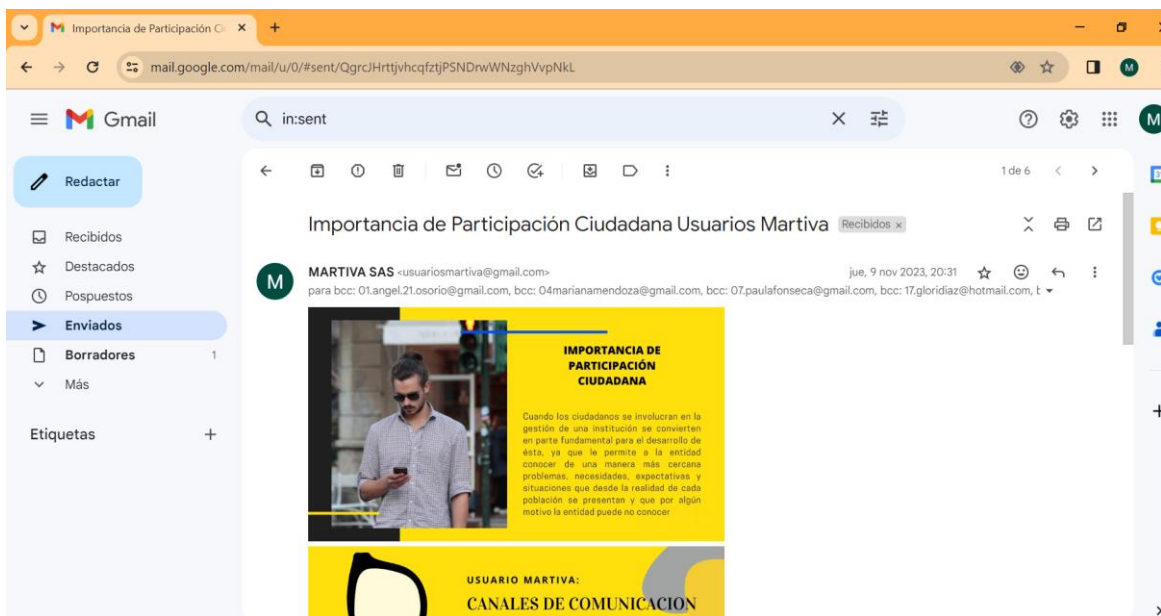 Importancia de Participación Ci
mail.google.com/mail/u/0/#sent/QgrcJHrttjvhcqfztjPSNDrwWNzghVvpNkL
M
Gmail
in:sent
M
Redactar
1 de 6
Recibidos
Destacados
Pospuestos
Enviados
Borradores 1
Más
Etiquetas
Importancia de Participación Ciudadana Usuarios Martiva Recibidos x
M
MARTIVA SAS <usuariosmartiva@gmail.com> jue, 9 nov 2023, 20:31
para bcc: 01.angel.21.osorio@gmail.com, bcc: 04marianamendoza@gmail.com, bcc: 07.paulafonseca@gmail.com, bcc: 17.gloridiaz@hotmail.com, t
IMPORTANCIA DE
PARTICIPACIÓN
CIUDADANA
Cuando los ciudadanos se involucran en la
gestión de una institución se convierten
en parte fundamental para el desarrollo de
ésta, ya que le permite a la entidad
conocer de una manera más cercana
problemas, necesidades, expectativas y
situaciones que desde la realidad de cada
población se presentan y que por algún
motivo la entidad puede no conocer
USUARIO MARTIVA:
CANALES DE COMUNICACION